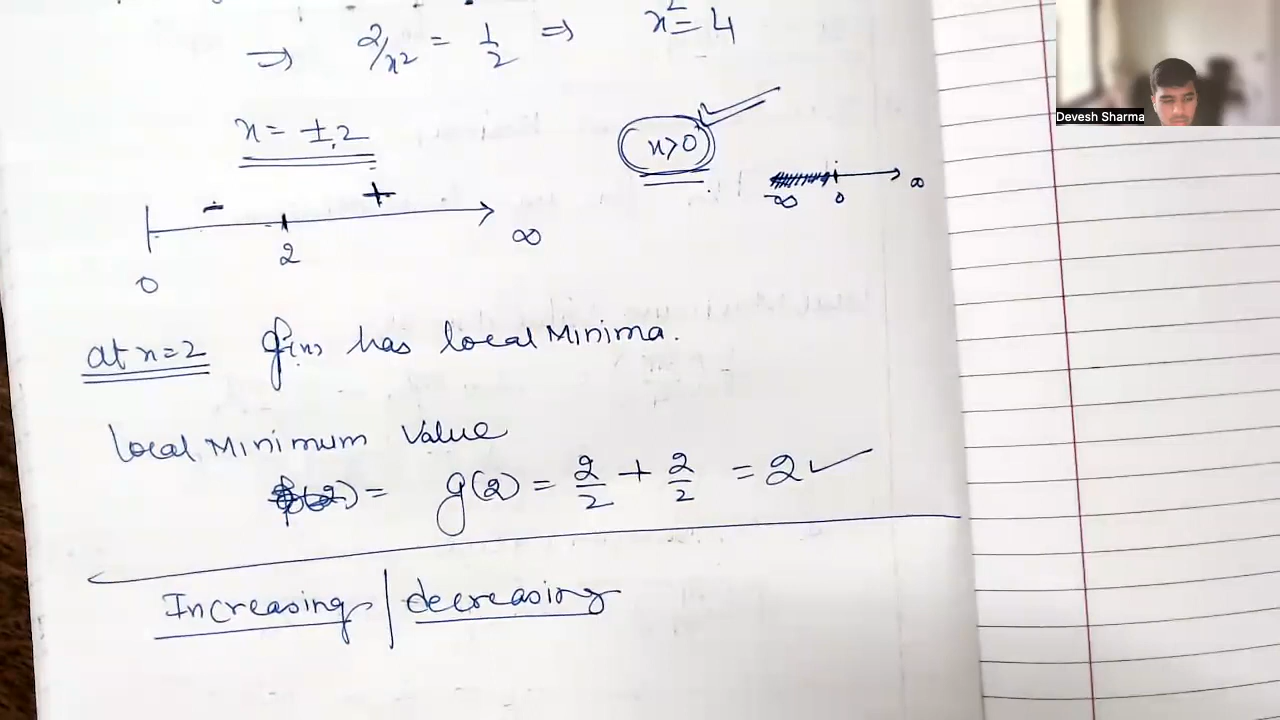 ⇒ 2/x² = 1/2 ⇒ x² = 4
x = ±2
x>0
Devesh Sharma
- +
0 2 ∞
-∞ 0 ∞
at x=2 g(x) has local Minima.
local Minimum Value
= g(2) = 2/2 + 2/2 = 2
Increasing | decreasing